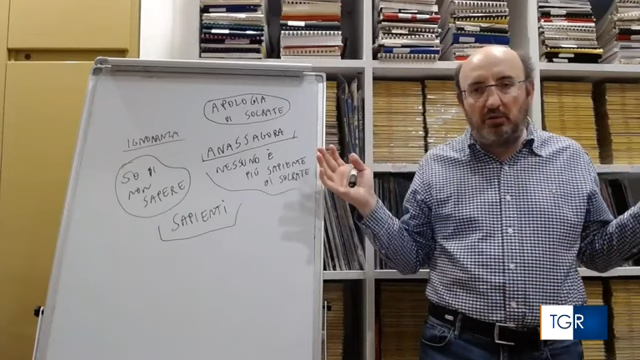 APOLOGIA
DI SOCRATE
IGNORANZA
ANASSAGORA
NESSUNO È
PIÙ SAPIENTE
DI SOCRATE
SO DI
NON
SAPERE
SAPIENTI
TGR